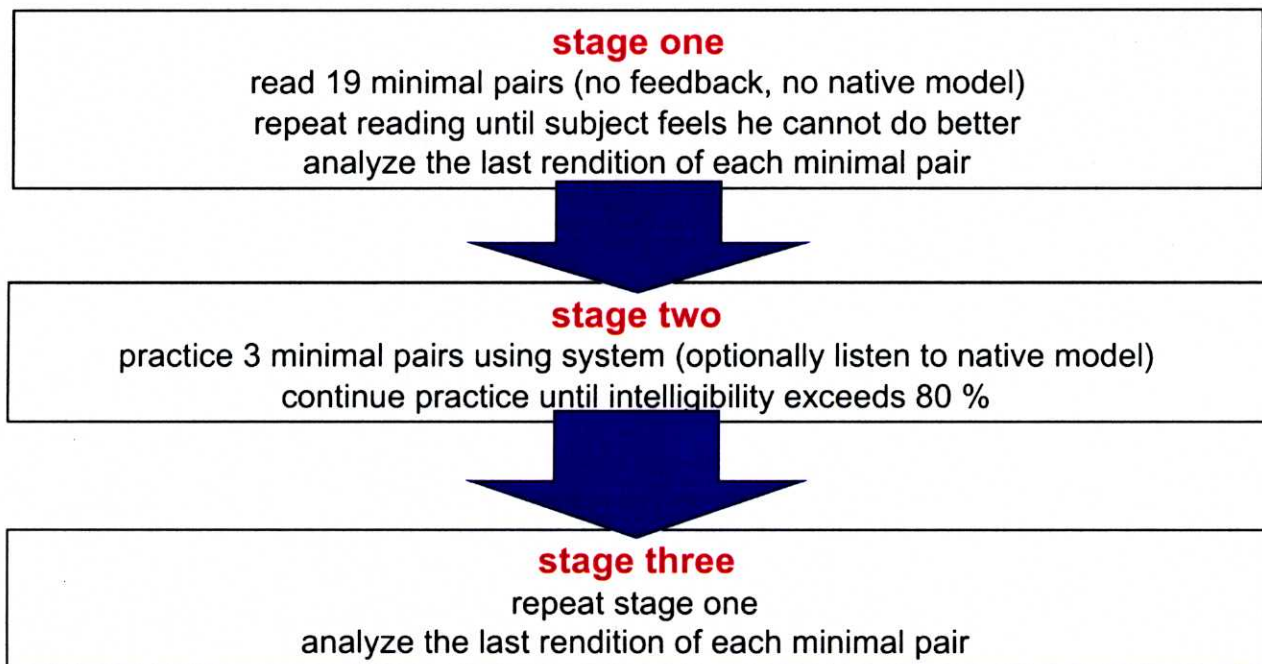 stage one
read 19 minimal pairs (no feedback, no native model)
repeat reading until subject feels he cannot do better
analyze the last rendition of each minimal pair
stage two
practice 3 minimal pairs using system (optionally listen to native model)
continue practice until intelligibility exceeds 80 %
stage three
repeat stage one
analyze the last rendition of each minimal pair